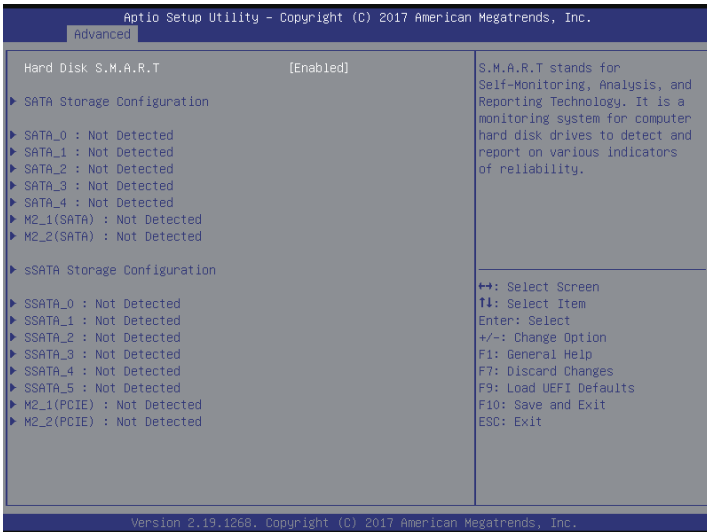 Aptio Setup Utility – Copyright (C) 2017 American Megatrends, Inc.
Advanced
Hard Disk S.M.A.R.T [Enabled]
SATA Storage Configuration
SATA_0 : Not Detected
SATA_1 : Not Detected
SATA_2 : Not Detected
SATA_3 : Not Detected
SATA_4 : Not Detected
M2_1(SATA) : Not Detected
M2_2(SATA) : Not Detected
sSATA Storage Configuration
SSATA_0 : Not Detected
SSATA_1 : Not Detected
SSATA_2 : Not Detected
SSATA_3 : Not Detected
SSATA_4 : Not Detected
SSATA_5 : Not Detected
M2_1(PCIE) : Not Detected
M2_2(PCIE) : Not Detected
S.M.A.R.T stands for
Self-Monitoring, Analysis, and
Reporting Technology. It is a
monitoring system for computer
hard disk drives to detect and
report on various indicators
of reliability.
↔: Select Screen
↑↓: Select Item
Enter: Select
+/-: Change Option
F1: General Help
F7: Discard Changes
F9: Load UEFI Defaults
F10: Save and Exit
ESC: Exit
Version 2.19.1268. Copyright (C) 2017 American Megatrends, Inc.